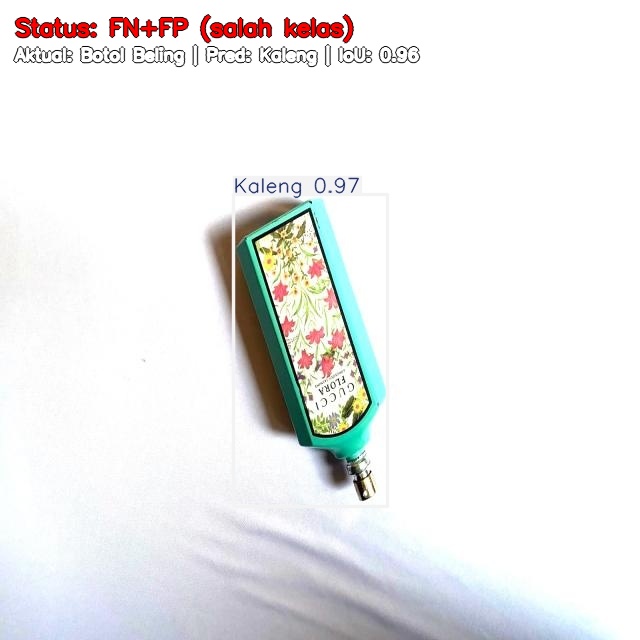 Status: FN+FP (salah kelas)
Aktual: Botol Beling | Pred: Kaleng | IoU: 0.96
Kaleng 0.97
GUCCI
FLORA